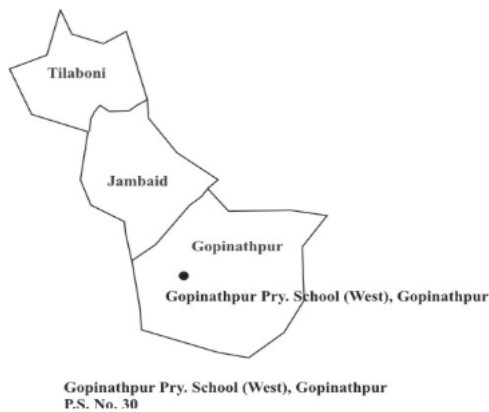 Tilaboni
Jambaid
Gopinathpur
Gopinathpur Pry. School (West), Gopinathpur
Gopinathpur Pry. School (West), Gopinathpur
P.S. No. 30